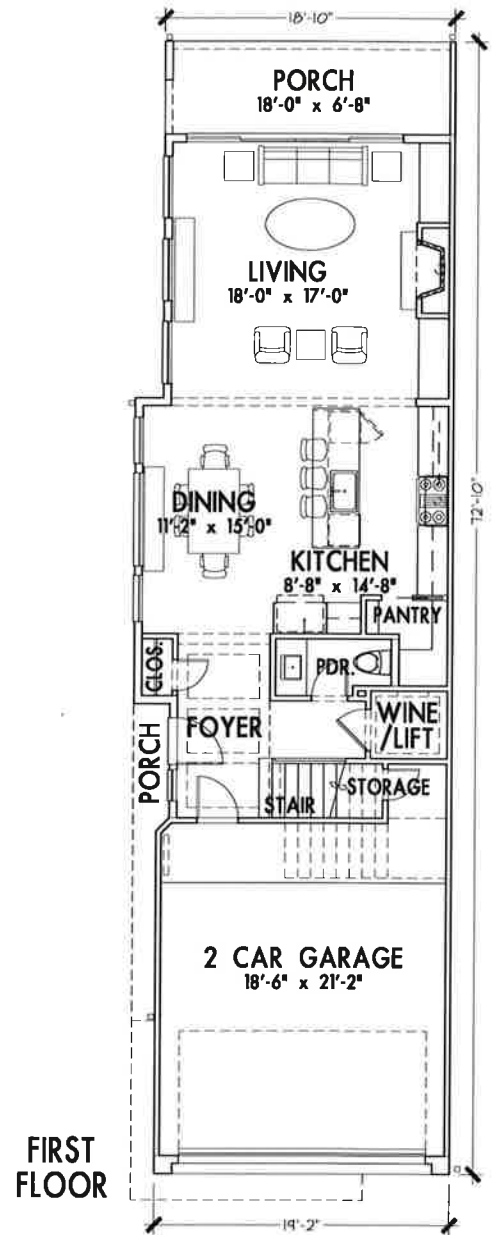 18'-10"
PORCH
18'-0" x 6'-8"
LIVING
18'-0" x 17'-0"
72'-10"
DINING
11'-2" x 15'-0"
KITCHEN
8'-8" x 14'-8"
PANTRY
CLOS.
PDR.
FOYER
WINE
/LIFT
PORCH
STAIR
STORAGE
2 CAR GARAGE
18'-6" x 21'-2"
FIRST
FLOOR
19'-2"